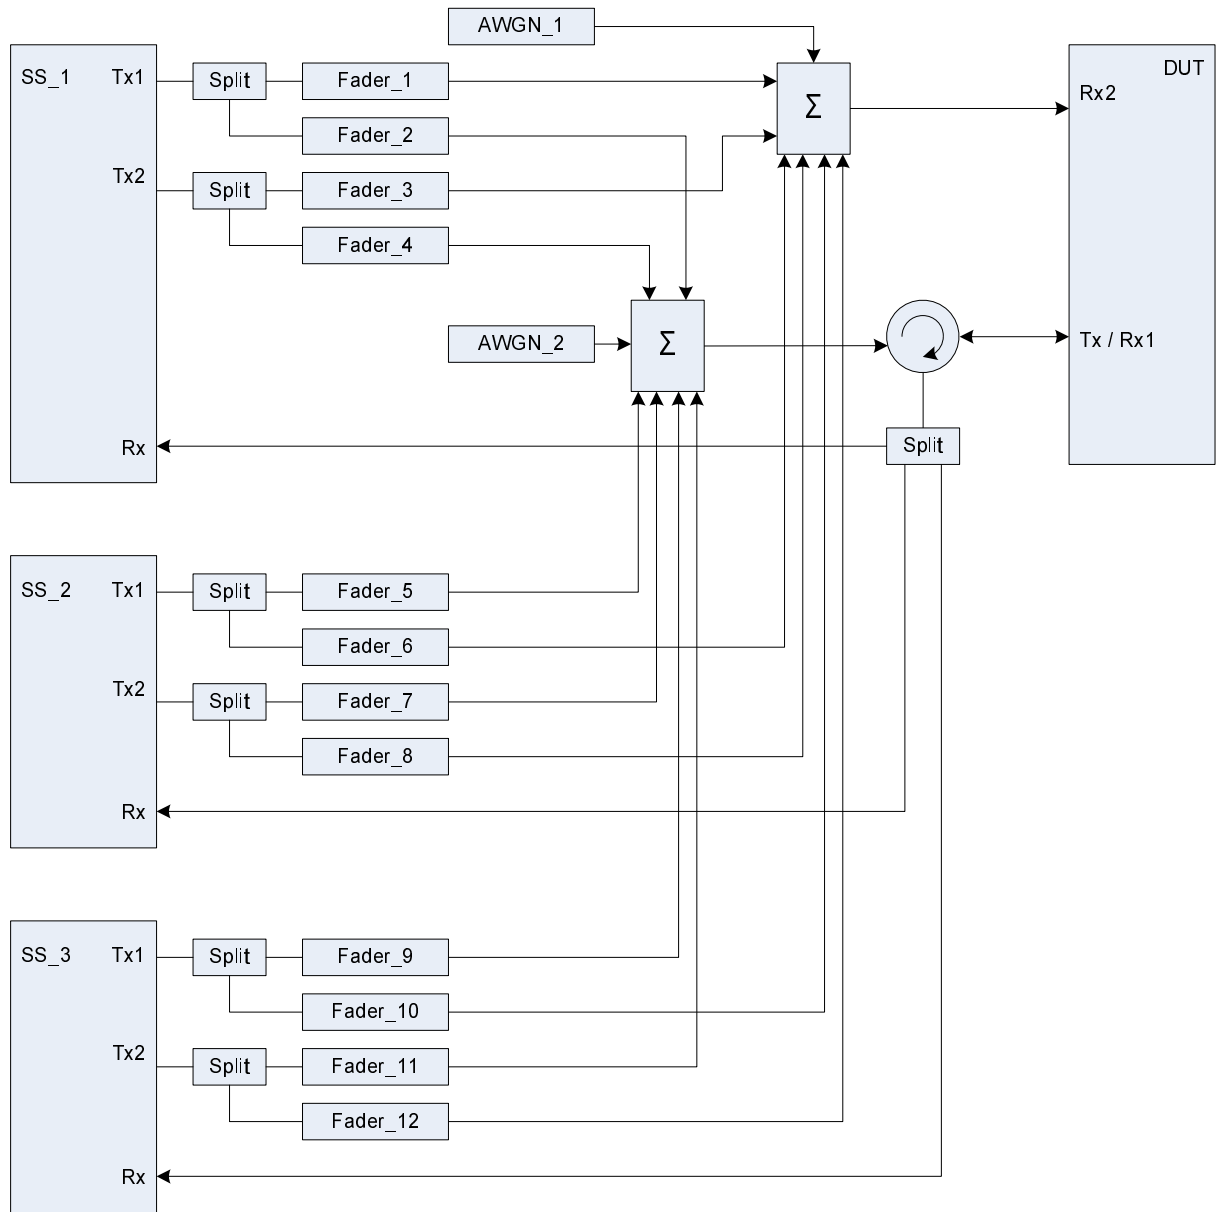 AWGN_1
SS_1 Tx1 Split Fader_1 Σ DUT
Rx2
Fader_2
Tx2 Split Fader_3
Fader_4
AWGN_2 Σ Tx / Rx1
Rx Split
SS_2 Tx1 Split Fader_5
Fader_6
Tx2 Split Fader_7
Fader_8
Rx
SS_3 Tx1 Split Fader_9
Fader_10
Tx2 Split Fader_11
Fader_12
Rx